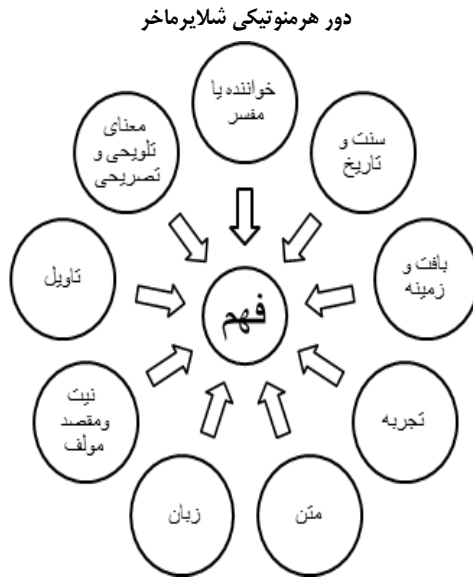 دور هرمنوتیکی شلایرماخر
خواننده یا
مفسر
سنت و
تاریخ
بافت و
زمینه
تجربه
متن
زبان
نیت
ومقصد
مولف
تاویل
معنای
تلویحی و
تصریحی
فهم